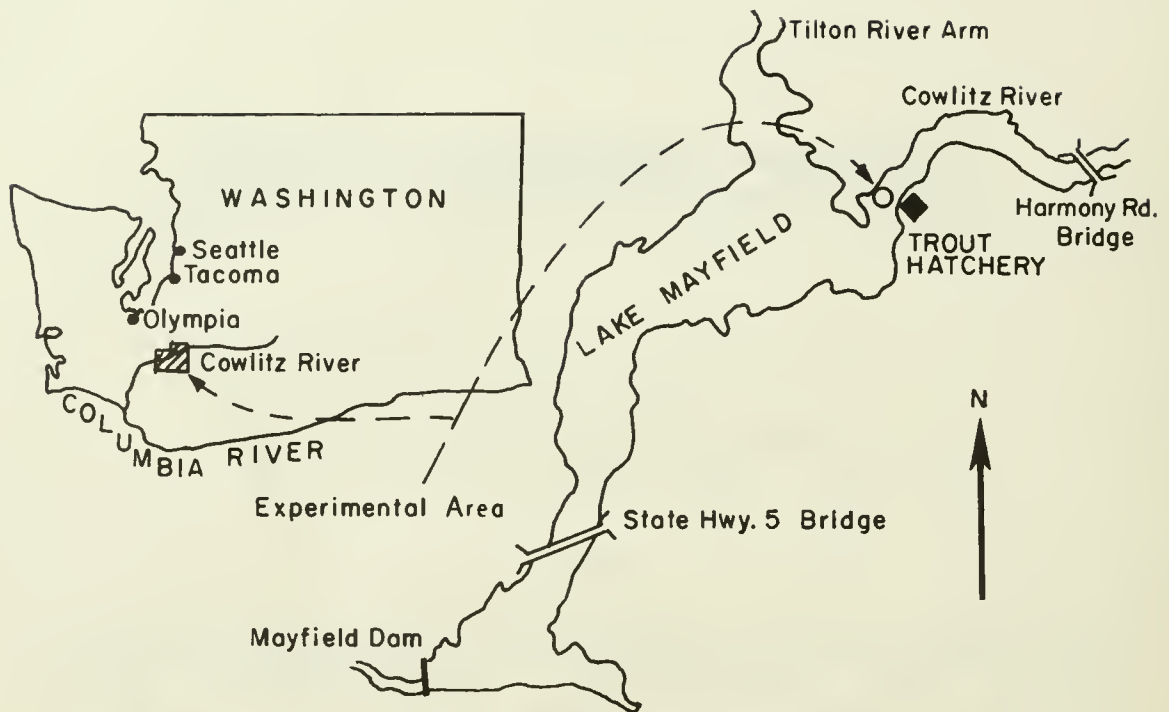 Tilton River Arm
Cowlitz River
WASHINGTON
Harmony Rd.
Bridge
Seattle
Tacoma
TROUT
HATCHERY
LAKE MAYFIELD
Olympia
Cowlitz River
N
COLUMBIA RIVER
Experimental Area
State Hwy. 5 Bridge
Mayfield Dam